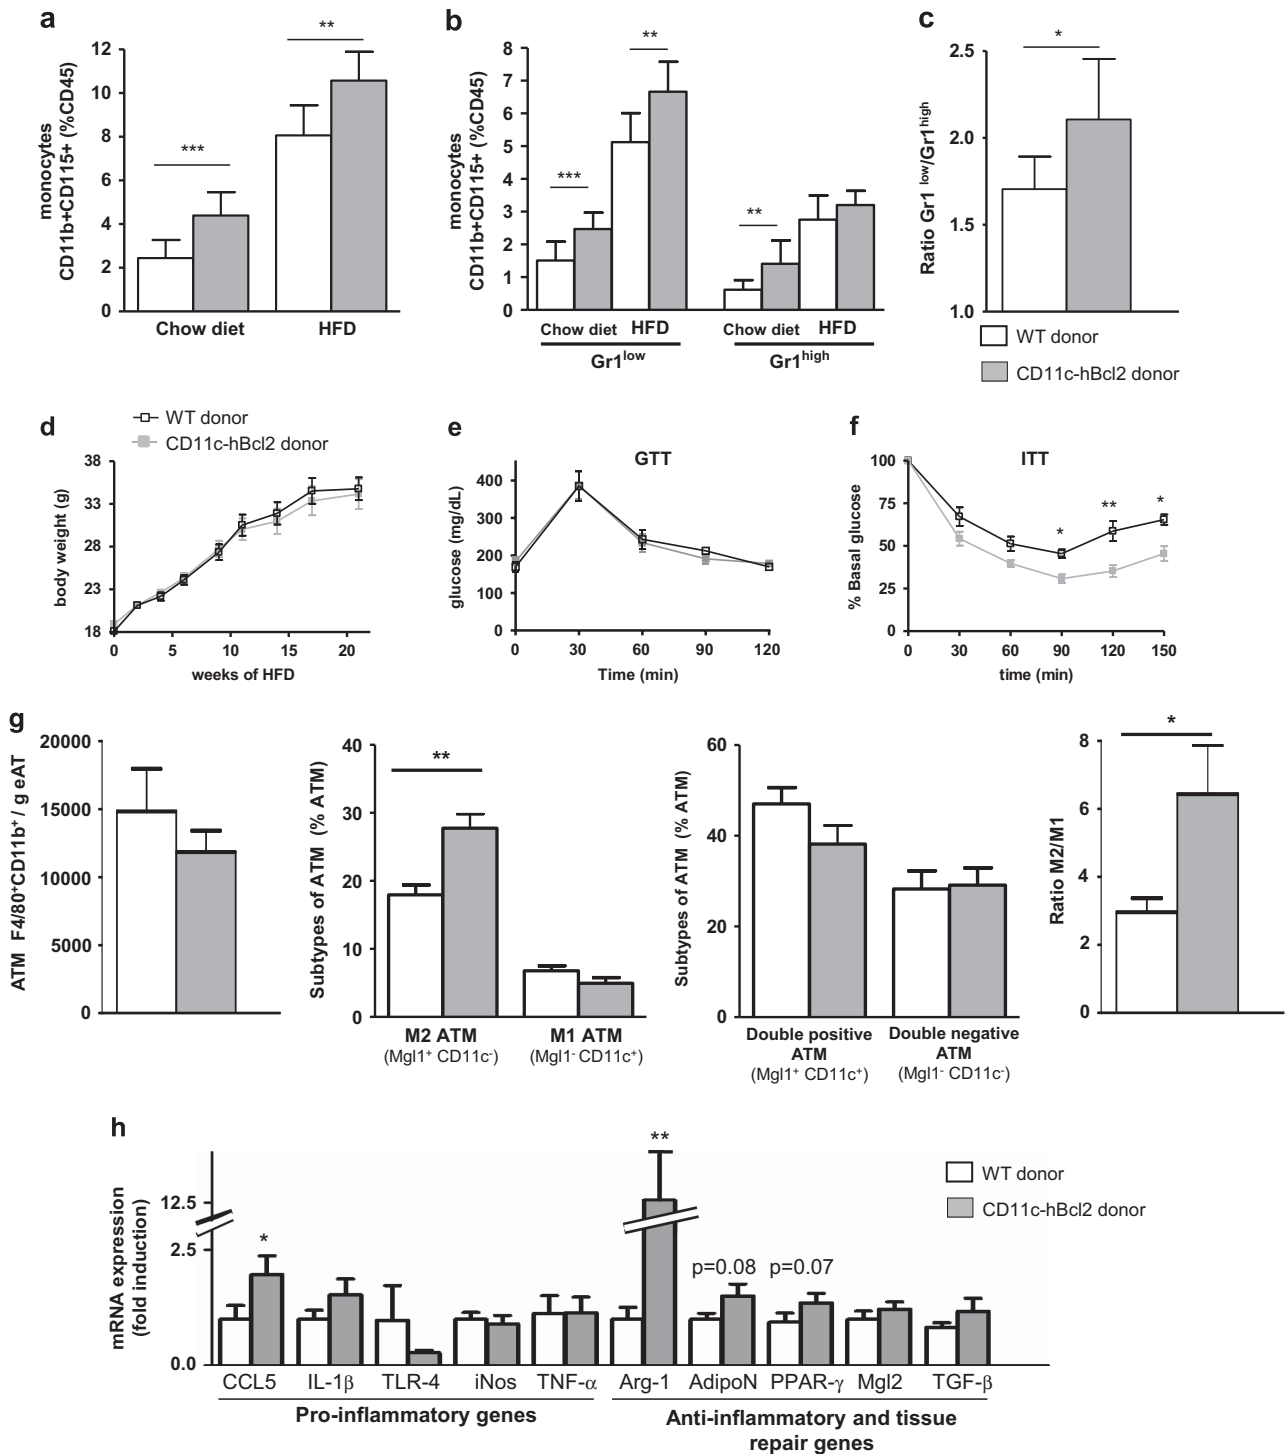 a
monocytes
CD11b+CD115+ (%CD45)
12
10
8
6
4
2
0
***
**
Chow diet
HFD
b
monocytes
CD11b+CD115+ (%CD45)
8
7
6
5
4
3
2
1
0
***
**
**
Chow diet HFD
Chow diet HFD
Gr1low
Gr1high
c
Ratio Gr1 low/Gr1high
2.5
2.0
1.5
1.0
*
WT donor
CD11c-hBcl2 donor
d
WT donor
CD11c-hBcl2 donor
body weight (g)
38
33
28
23
18
0 5 10 15 20
weeks of HFD
e
GTT
glucose (mg/dL)
400
300
200
100
0
0 30 60 90 120
Time (min)
f
ITT
% Basal glucose
100
75
50
25
0
* ** *
0 30 60 90 120 150
time (min)
g
ATM F4/80+CD11b+ / g eAT
20000
15000
10000
5000
0
Subtypes of ATM (% ATM)
40
30
20
10
0
**
M2 ATM
(Mgl1+ CD11c-)
M1 ATM
(Mgl1- CD11c+)
Subtypes of ATM (% ATM)
60
40
20
0
Double positive
ATM
(Mgl1+ CD11c+)
Double negative
ATM
(Mgl1- CD11c-)
Ratio M2/M1
8
6
4
2
0
*
h
mRNA expression
(fold induction)
12.5
2.5
0.0
*
**
p=0.08 p=0.07
WT donor
CD11c-hBcl2 donor
CCL5 IL-1β TLR-4 iNos TNF-α Arg-1 AdipoN PPAR-γ Mgl2 TGF-β
Pro-inflammatory genes
Anti-inflammatory and tissue
repair genes